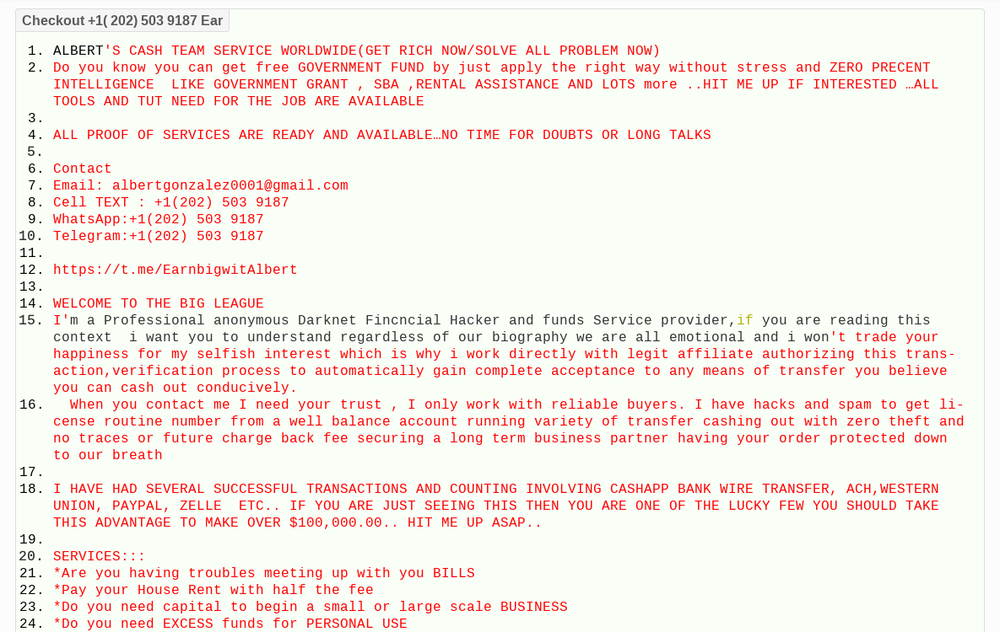 Checkout +1( 202) 503 9187 Ear
1. ALBERT'S CASH TEAM SERVICE WORLDWIDE(GET RICH NOW/SOLVE ALL PROBLEM NOW)
2. Do you know you can get free GOVERNMENT FUND by just apply the right way without stress and ZERO PRECENT
INTELLIGENCE  LIKE GOVERNMENT GRANT , SBA ,RENTAL ASSISTANCE AND LOTS more ..HIT ME UP IF INTERESTED …ALL
TOOLS AND TUT NEED FOR THE JOB ARE AVAILABLE
3.
4. ALL PROOF OF SERVICES ARE READY AND AVAILABLE…NO TIME FOR DOUBTS OR LONG TALKS
5.
6. Contact
7. Email: albertgonzalez0001@gmail.com
8. Cell TEXT : +1(202) 503 9187
9. WhatsApp:+1(202) 503 9187
10. Telegram:+1(202) 503 9187
11.
12. https://t.me/EarnbigwitAlbert
13.
14. WELCOME TO THE BIG LEAGUE
15. I'm a Professional anonymous Darknet Fincncial Hacker and funds Service provider,if you are reading this
context  i want you to understand regardless of our biography we are all emotional and i won't trade your
happiness for my selfish interest which is why i work directly with legit affiliate authorizing this trans-
action,verification process to automatically gain complete acceptance to any means of transfer you believe
you can cash out conducively.
16.   When you contact me I need your trust , I only work with reliable buyers. I have hacks and spam to get li-
cense routine number from a well balance account running variety of transfer cashing out with zero theft and
no traces or future charge back fee securing a long term business partner having your order protected down
to our breath
17.
18. I HAVE HAD SEVERAL SUCCESSFUL TRANSACTIONS AND COUNTING INVOLVING CASHAPP BANK WIRE TRANSFER, ACH,WESTERN
UNION, PAYPAL, ZELLE  ETC.. IF YOU ARE JUST SEEING THIS THEN YOU ARE ONE OF THE LUCKY FEW YOU SHOULD TAKE
THIS ADVANTAGE TO MAKE OVER $100,000.00.. HIT ME UP ASAP..
19.
20. SERVICES:::
21. *Are you having troubles meeting up with you BILLS
22. *Pay your House Rent with half the fee
23. *Do you need capital to begin a small or large scale BUSINESS
24. *Do you need EXCESS funds for PERSONAL USE